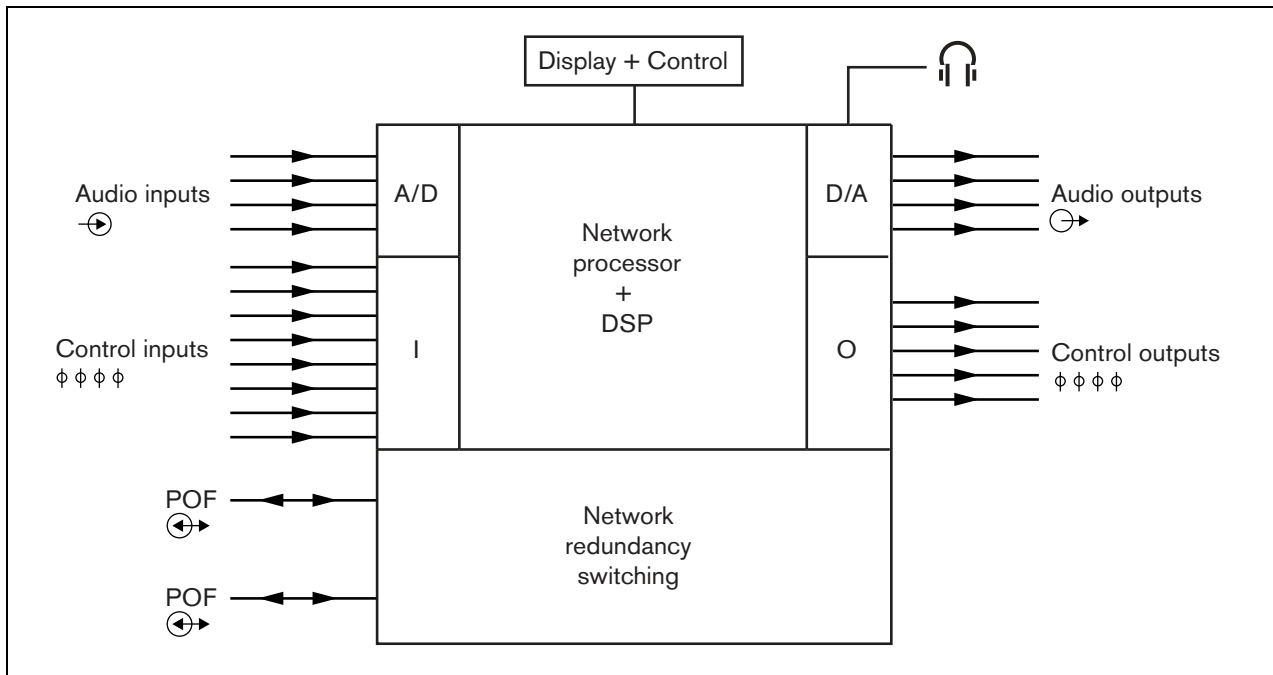 Display + Control
Audio inputs
A/D
Network
processor
+
DSP
D/A
Audio outputs
Control inputs
I
O
Control outputs
POF
POF
Network
redundancy
switching